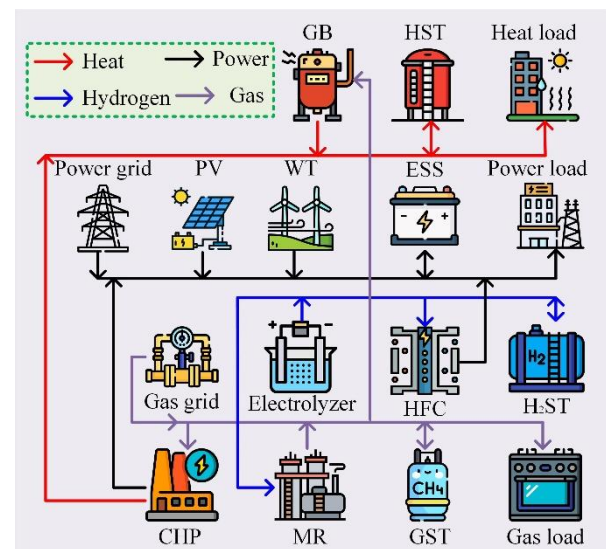 GB HST Heat load
Heat Power
Hydrogen Gas
Power grid PV WT ESS Power load
+ -
- +
H2
Gas grid Electrolyzer HFC H₂ST
CH4
CHP MR GST Gas load